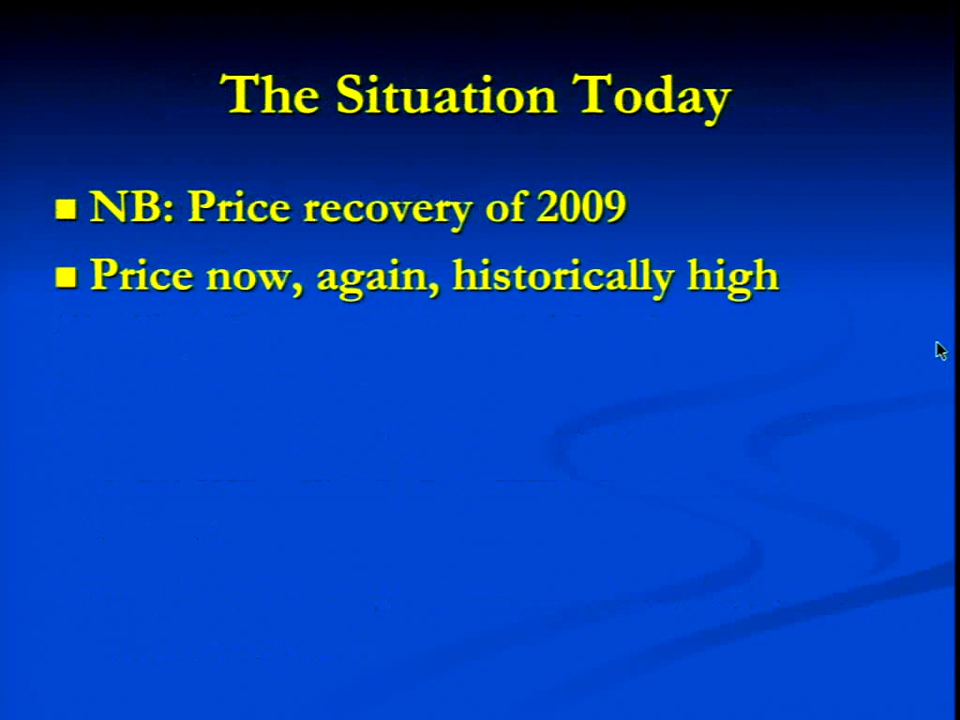 The Situation Today
NB: Price recovery of 2009
Price now, again, historically high